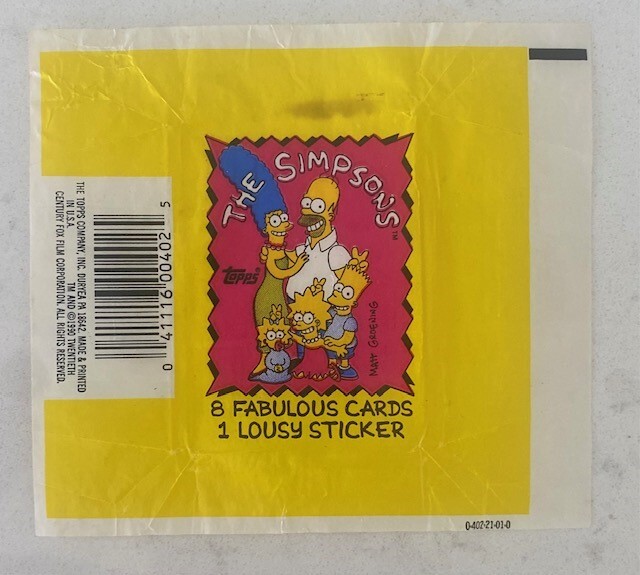 THE SIMPSONS™
TOPPS®
MATT GROENING
8 FABULOUS CARDS
1 LOUSY STICKER
THE TOPPS COMPANY, INC. DURYEA PA 18642. MADE & PRINTED
IN U.S.A. TM AND ©1990 TWENTIETH
CENTURY FOX FILM CORPORATION. ALL RIGHTS RESERVED.
0 41116 00402 5
0-402-21-01-0